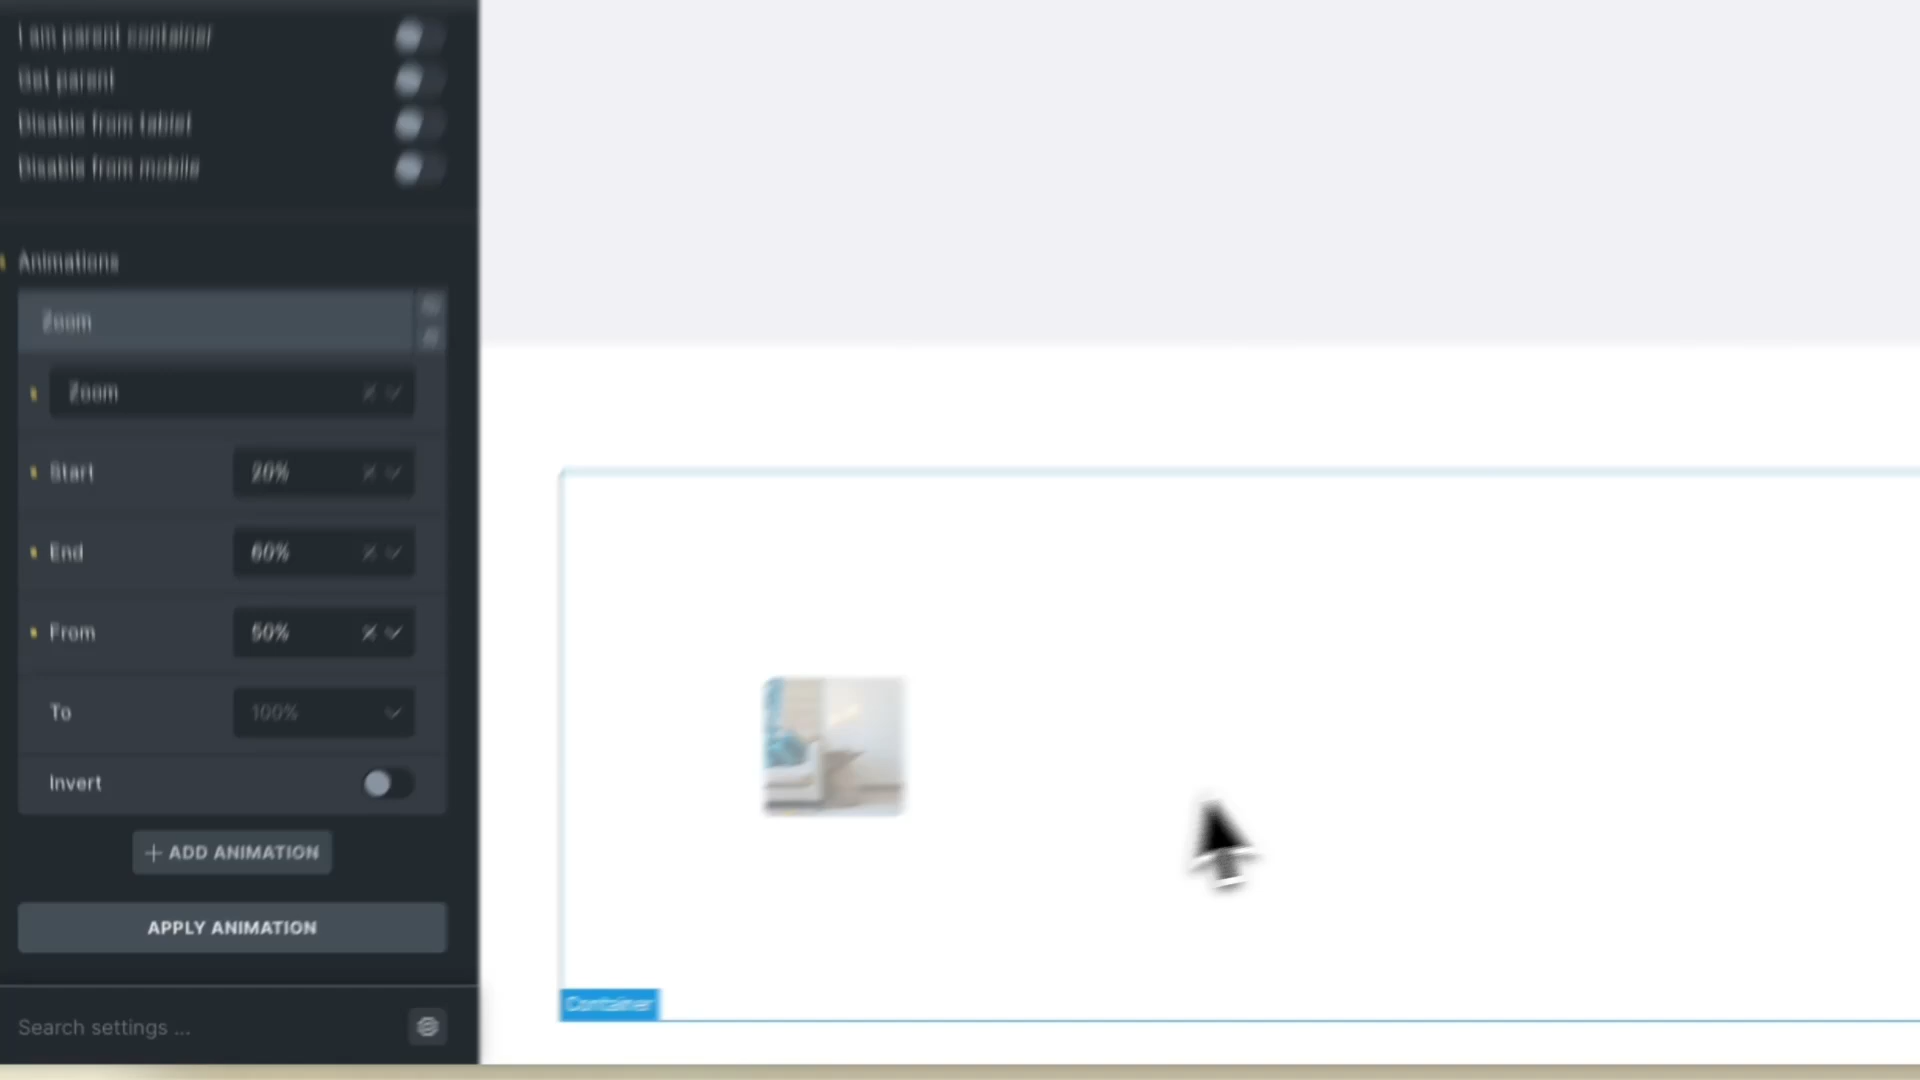 I am parent container
Get parent
Disable from tablet
Disable from mobile
Animations
Zoom
Zoom
Start 20%
End 60%
From 50%
To 100%
Invert
+ ADD ANIMATION
APPLY ANIMATION
Search settings ...
Container